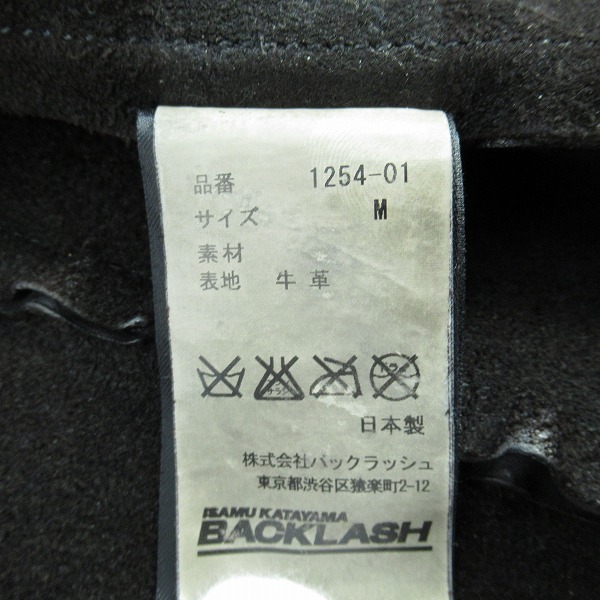 品番 1254-01
サイズ M
素材
表地 牛革
日本製
株式会社バックラッシュ
東京都渋谷区猿楽町2-12
ISAMU KATAYAMA
BACKLASH